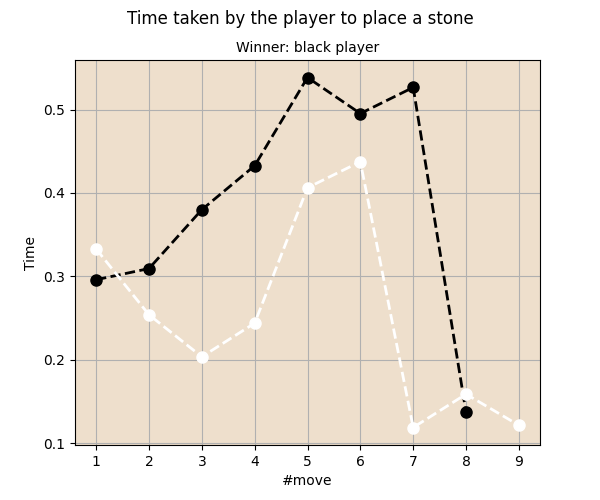 Time taken by the player to place a stone
Winner: black player
0.5
0.4
0.3
0.2
0.1
Time
1 2 3 4 5 6 7 8 9
#move